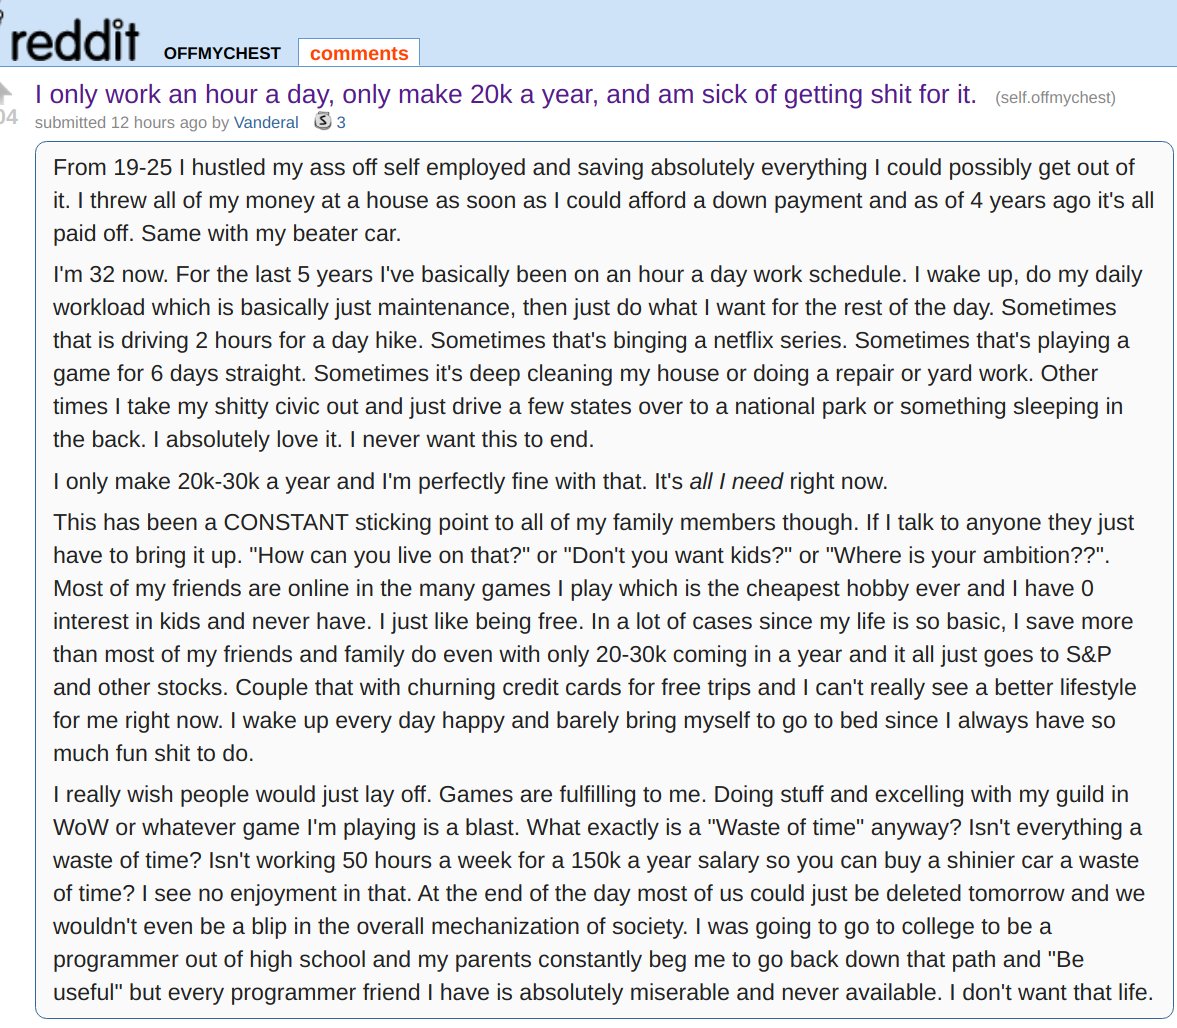 reddit OFFMYCHEST comments
I only work an hour a day, only make 20k a year, and am sick of getting shit for it. (self.offmychest)
submitted 12 hours ago by Vanderal S 3
From 19-25 I hustled my ass off self employed and saving absolutely everything I could possibly get out of
it. I threw all of my money at a house as soon as I could afford a down payment and as of 4 years ago it's all
paid off. Same with my beater car.
I'm 32 now. For the last 5 years I've basically been on an hour a day work schedule. I wake up, do my daily
workload which is basically just maintenance, then just do what I want for the rest of the day. Sometimes
that is driving 2 hours for a day hike. Sometimes that's binging a netflix series. Sometimes that's playing a
game for 6 days straight. Sometimes it's deep cleaning my house or doing a repair or yard work. Other
times I take my shitty civic out and just drive a few states over to a national park or something sleeping in
the back. I absolutely love it. I never want this to end.
I only make 20k-30k a year and I'm perfectly fine with that. It's all I need right now.
This has been a CONSTANT sticking point to all of my family members though. If I talk to anyone they just
have to bring it up. "How can you live on that?" or "Don't you want kids?" or "Where is your ambition??".
Most of my friends are online in the many games I play which is the cheapest hobby ever and I have 0
interest in kids and never have. I just like being free. In a lot of cases since my life is so basic, I save more
than most of my friends and family do even with only 20-30k coming in a year and it all just goes to S&P
and other stocks. Couple that with churning credit cards for free trips and I can't really see a better lifestyle
for me right now. I wake up every day happy and barely bring myself to go to bed since I always have so
much fun shit to do.
I really wish people would just lay off. Games are fulfilling to me. Doing stuff and excelling with my guild in
WoW or whatever game I'm playing is a blast. What exactly is a "Waste of time" anyway? Isn't everything a
waste of time? Isn't working 50 hours a week for a 150k a year salary so you can buy a shinier car a waste
of time? I see no enjoyment in that. At the end of the day most of us could just be deleted tomorrow and we
wouldn't even be a blip in the overall mechanization of society. I was going to go to college to be a
programmer out of high school and my parents constantly beg me to go back down that path and "Be
useful" but every programmer friend I have is absolutely miserable and never available. I don't want that life.